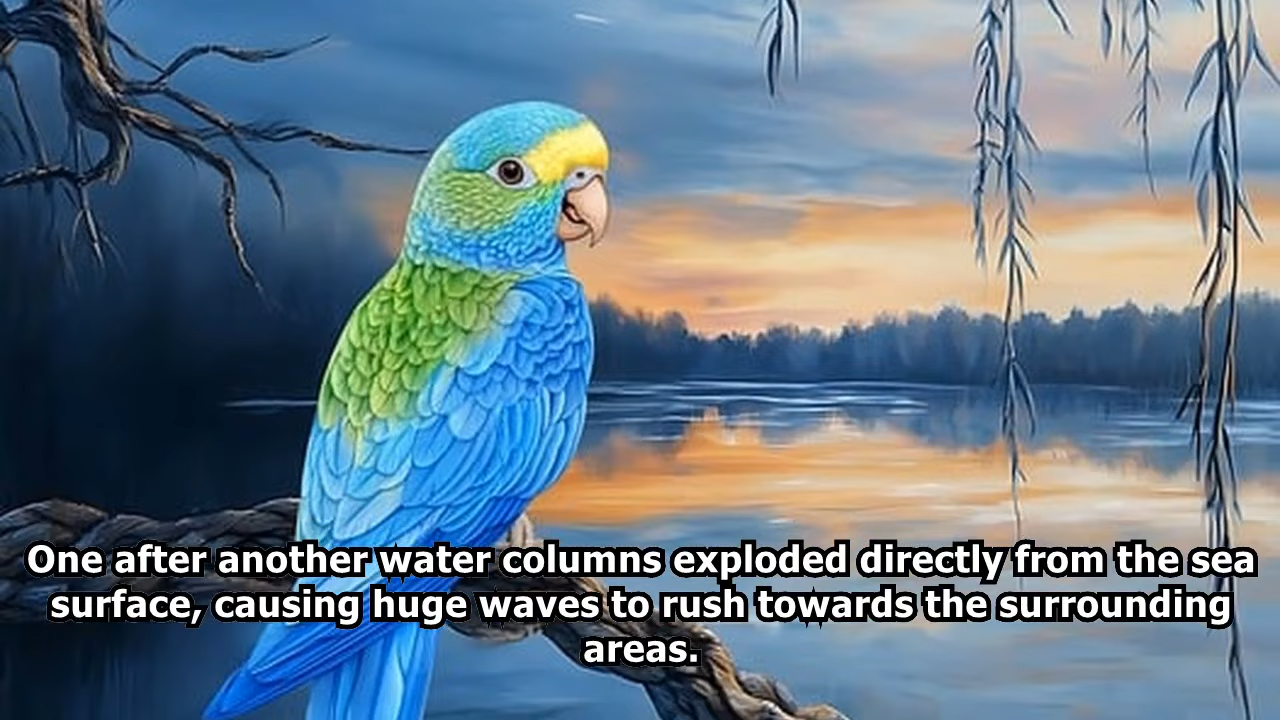 One after another water columns exploded directly from the sea
surface, causing huge waves to rush towards the surrounding
areas.